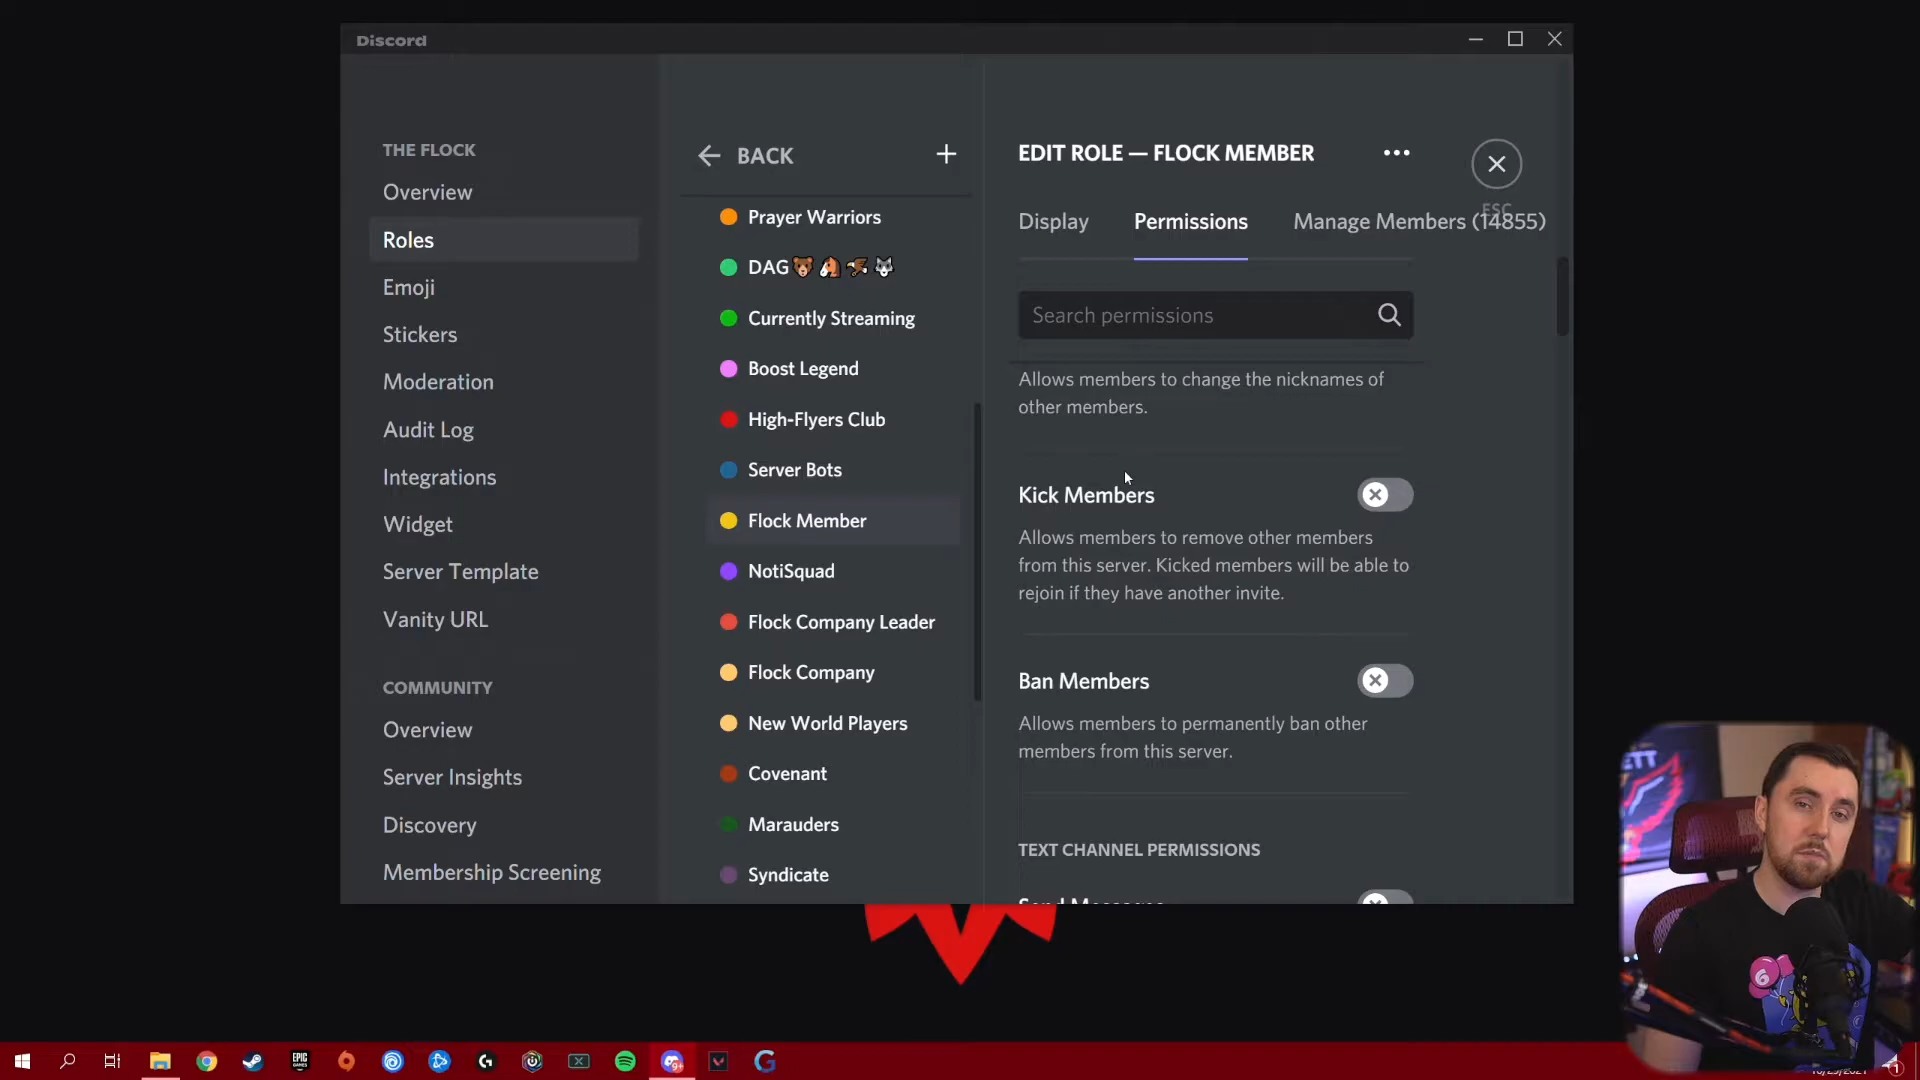 Discord
THE FLOCK
Overview
Roles
Emoji
Stickers
Moderation
Audit Log
Integrations
Widget
Server Template
Vanity URL
COMMUNITY
Overview
Server Insights
Discovery
Membership Screening
BACK
Prayer Warriors
DAG🐻🐴🦅🐺
Currently Streaming
Boost Legend
High-Flyers Club
Server Bots
Flock Member
NotiSquad
Flock Company Leader
Flock Company
New World Players
Covenant
Marauders
Syndicate
EDIT ROLE — FLOCK MEMBER
ESC
Display
Permissions
Manage Members (14855)
Search permissions
Allows members to change the nicknames of
other members.
Kick Members
Allows members to remove other members
from this server. Kicked members will be able to
rejoin if they have another invite.
Ban Members
Allows members to permanently ban other
members from this server.
TEXT CHANNEL PERMISSIONS
Send Messages
EPIC
GAMES